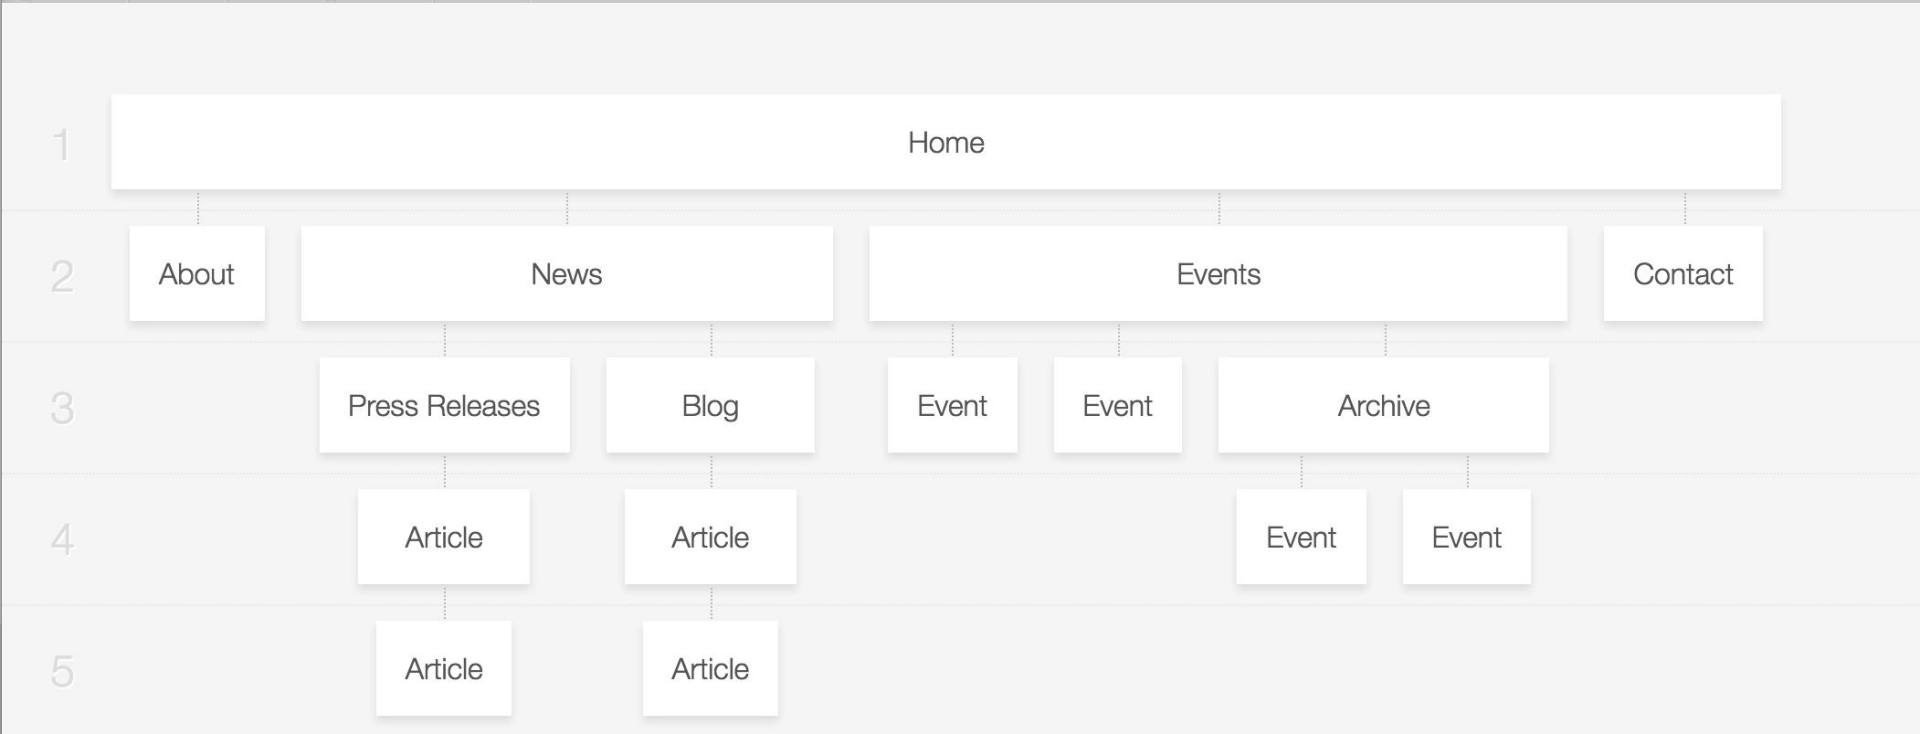 1
Home
2
About
News
Events
Contact
3
Press Releases
Blog
Event
Event
Archive
4
Article
Article
Event
Event
5
Article
Article